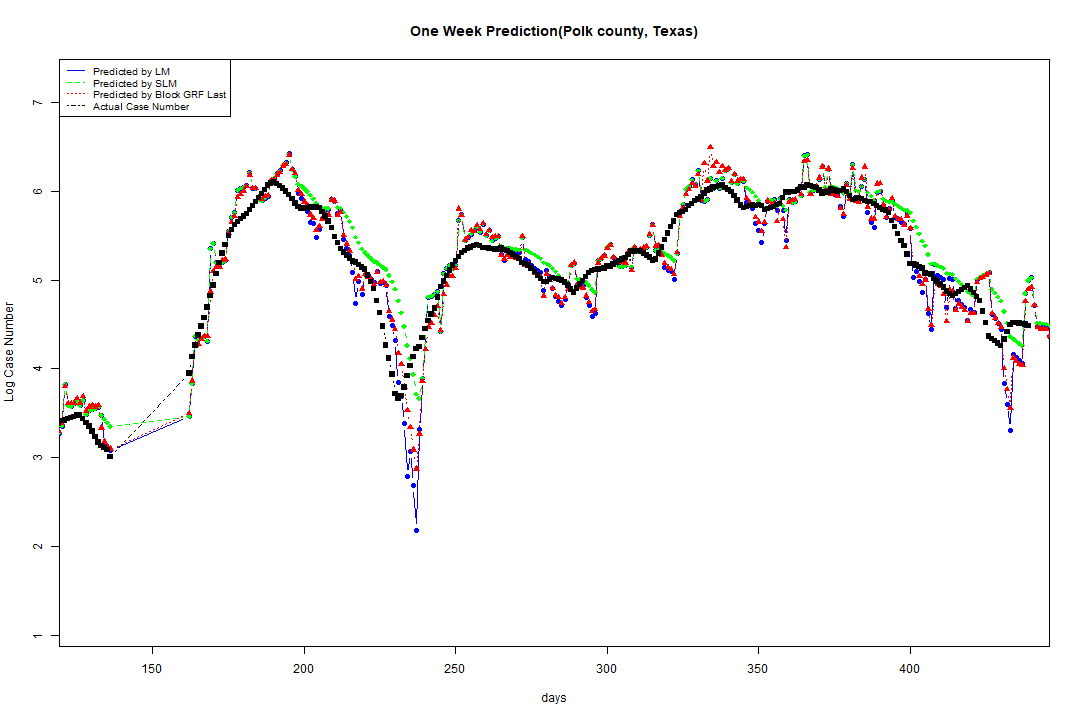 One Week Prediction(Polk county, Texas)
Predicted by LM
Predicted by SLM
Predicted by Block GRF Last
Actual Case Number
7
6
5
4
3
2
1
Log Case Number
150 200 250 300 350 400
days